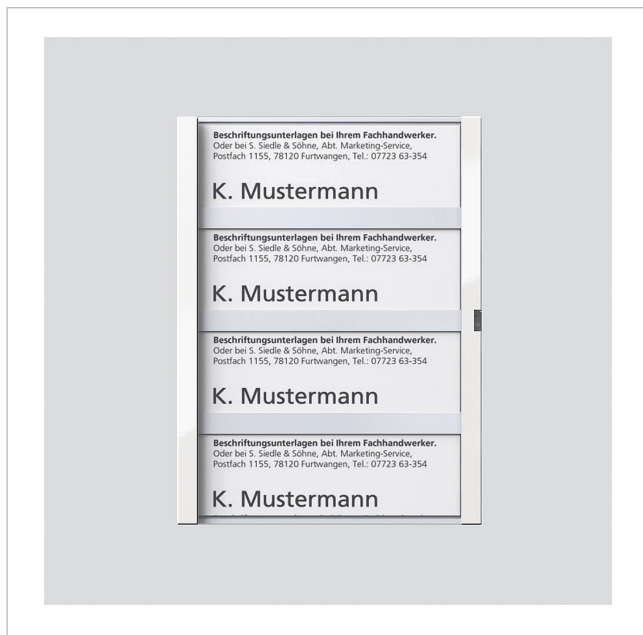 Beschriftungsunterlagen bei Ihrem Fachhandwerker.
Oder bei S. Siedle & Söhne, Abt. Marketing-Service,
Postfach 1155, 78120 Furtwangen, Tel.: 07723 63-354
K. Mustermann
Beschriftungsunterlagen bei Ihrem Fachhandwerker.
Oder bei S. Siedle & Söhne, Abt. Marketing-Service,
Postfach 1155, 78120 Furtwangen, Tel.: 07723 63-354
K. Mustermann
Beschriftungsunterlagen bei Ihrem Fachhandwerker.
Oder bei S. Siedle & Söhne, Abt. Marketing-Service,
Postfach 1155, 78120 Furtwangen, Tel.: 07723 63-354
K. Mustermann
Beschriftungsunterlagen bei Ihrem Fachhandwerker.
Oder bei S. Siedle & Söhne, Abt. Marketing-Service,
Postfach 1155, 78120 Furtwangen, Tel.: 07723 63-354
K. Mustermann